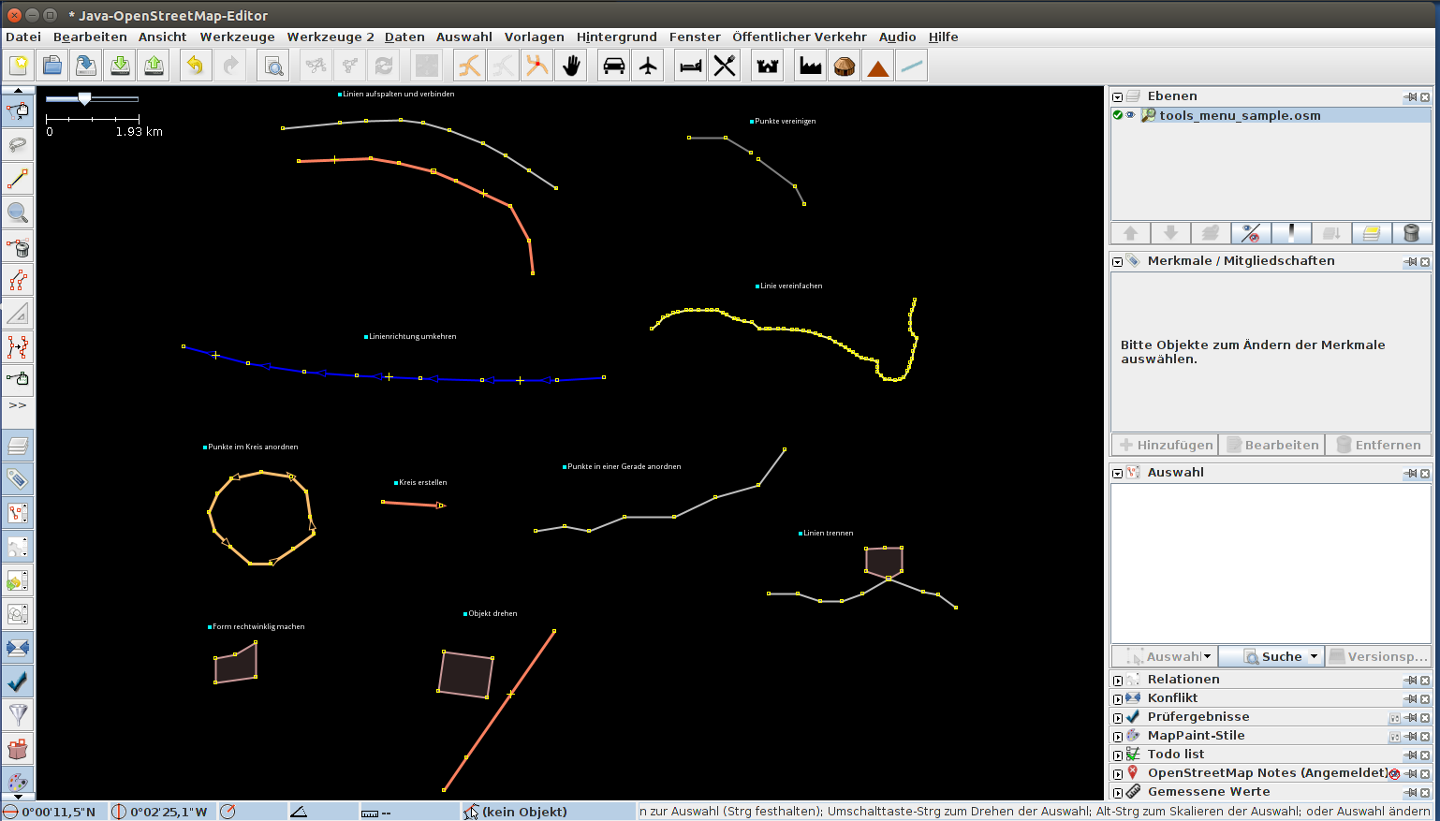 * Java-OpenStreetMap-Editor
Datei Bearbeiten Ansicht Werkzeuge Werkzeuge 2 Daten Auswahl Vorlagen Hintergrund Fenster Öffentlicher Verkehr Audio Hilfe
0 1.93 km
Linien aufspalten und verbinden
Punkte vereinigen
Linie vereinfachen
Linienrichtung umkehren
Punkte im Kreis anordnen
Kreis erstellen
Punkte in einer Gerade anordnen
Linien trennen
Objekt drehen
Form rechtwinklig machen
>>
Ebenen
tools_menu_sample.osm
Merkmale / Mitgliedschaften
Bitte Objekte zum Ändern der Merkmale
auswählen.
Hinzufügen Bearbeiten Entfernen
Auswahl
Auswahl Suche Versionsp...
Relationen
Konflikt
Prüfergebnisse
MapPaint-Stile
Todo list
OpenStreetMap Notes (Angemeldet)
Gemessene Werte
0°00'11,5"N 0°02'25,1"W -- (kein Objekt) n zur Auswahl (Strg festhalten); Umschalttaste-Strg zum Drehen der Auswahl; Alt-Strg zum Skalieren der Auswahl; oder Auswahl ändern